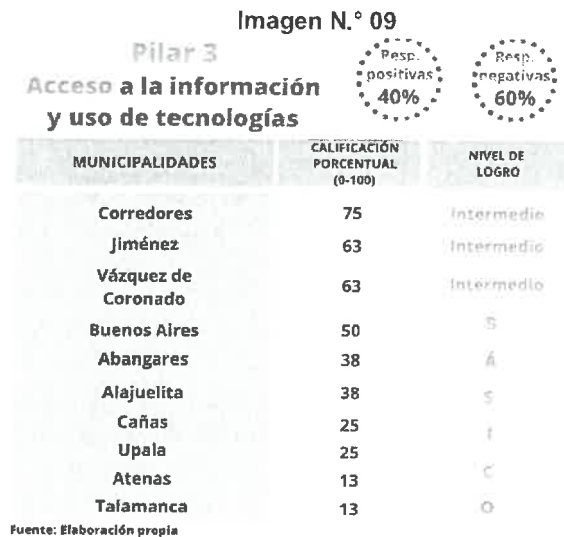 Imagen N.° 09
Pilar 3
Acceso a la información
y uso de tecnologías
Resp.
positivas
40%
Resp.
negativas
60%
MUNICIPALIDADES
CALIFICACIÓN
PORCENTUAL
(0-100)
NIVEL DE
LOGRO
Corredores 75 Intermedio
Jiménez 63 Intermedio
Vázquez de
Coronado 63 Intermedio
Buenos Aires 50
Abangares 38
Alajuelita 38
Cañas 25
Upala 25
Atenas 13
Talamanca 13
B
Á
S
I
C
O
Fuente: Elaboración propia